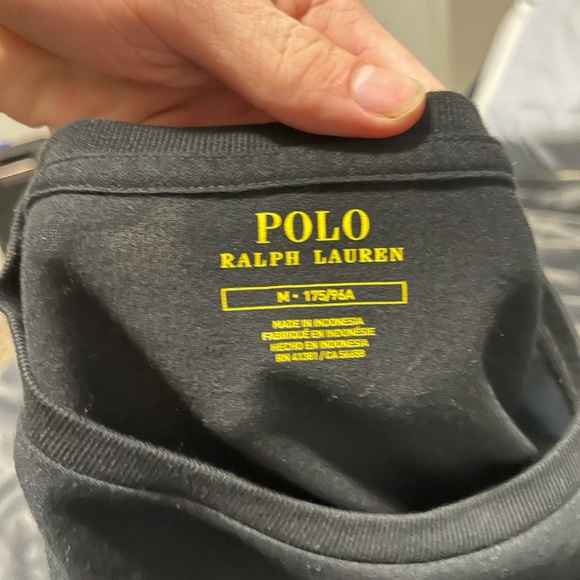 POLO
RALPH LAUREN
M • 175/96A
MADE IN INDONESIA
FABRIQUÉ EN INDONÉSIE
HECHO EN INDONESIA
RN 41381 / CA 56658